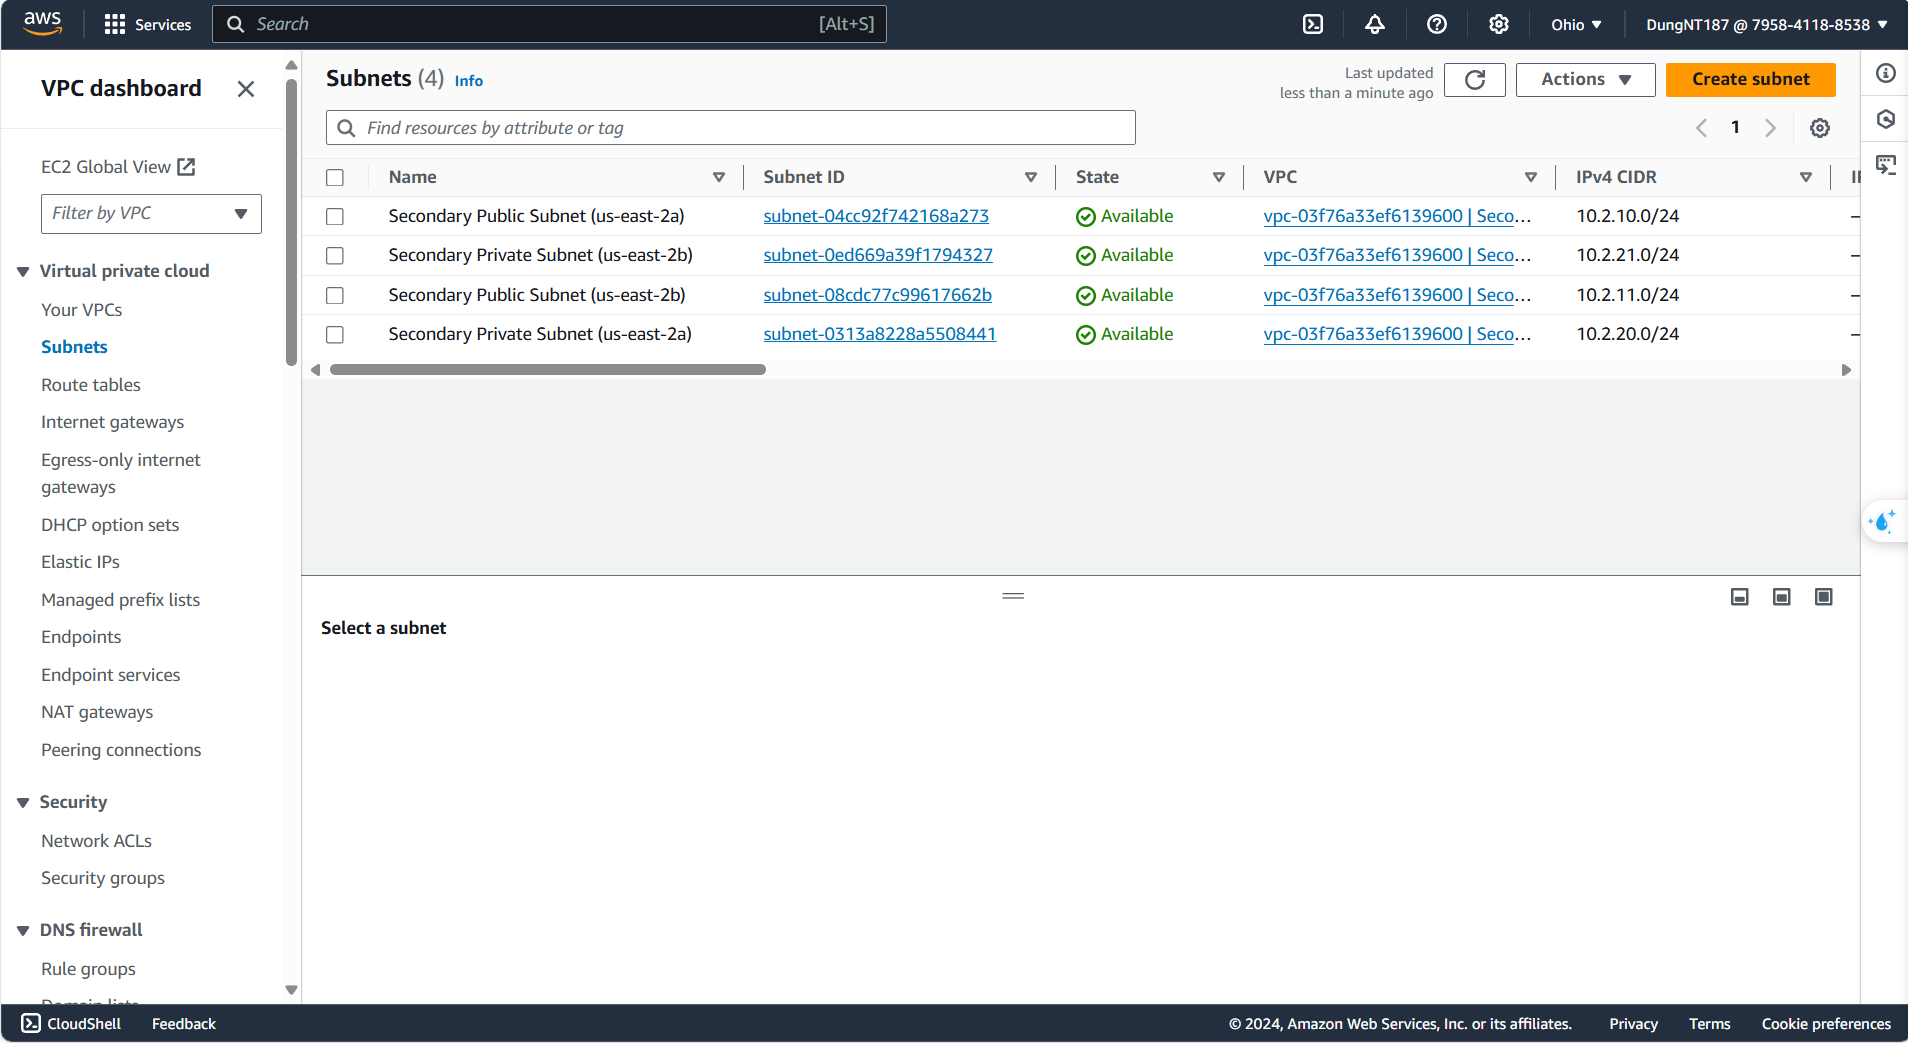 aws Services Search [Alt+S] Ohio DungNT187 @ 7958-4118-8538
VPC dashboard
EC2 Global View
Filter by VPC
Virtual private cloud
Your VPCs
Subnets
Route tables
Internet gateways
Egress-only internet
gateways
DHCP option sets
Elastic IPs
Managed prefix lists
Endpoints
Endpoint services
NAT gateways
Peering connections
Security
Network ACLs
Security groups
DNS firewall
Rule groups
Subnets (4) Info
Last updated
less than a minute ago
Actions
Create subnet
Find resources by attribute or tag
1
Name Subnet ID State VPC IPv4 CIDR
Secondary Public Subnet (us-east-2a) subnet-04cc92f742168a273 Available vpc-03f76a33ef6139600 | Seco... 10.2.10.0/24 –
Secondary Private Subnet (us-east-2b) subnet-0ed669a39f1794327 Available vpc-03f76a33ef6139600 | Seco... 10.2.21.0/24 –
Secondary Public Subnet (us-east-2b) subnet-08cdc77c99617662b Available vpc-03f76a33ef6139600 | Seco... 10.2.11.0/24 –
Secondary Private Subnet (us-east-2a) subnet-0313a8228a5508441 Available vpc-03f76a33ef6139600 | Seco... 10.2.20.0/24 –
Select a subnet
CloudShell Feedback © 2024, Amazon Web Services, Inc. or its affiliates. Privacy Terms Cookie preferences